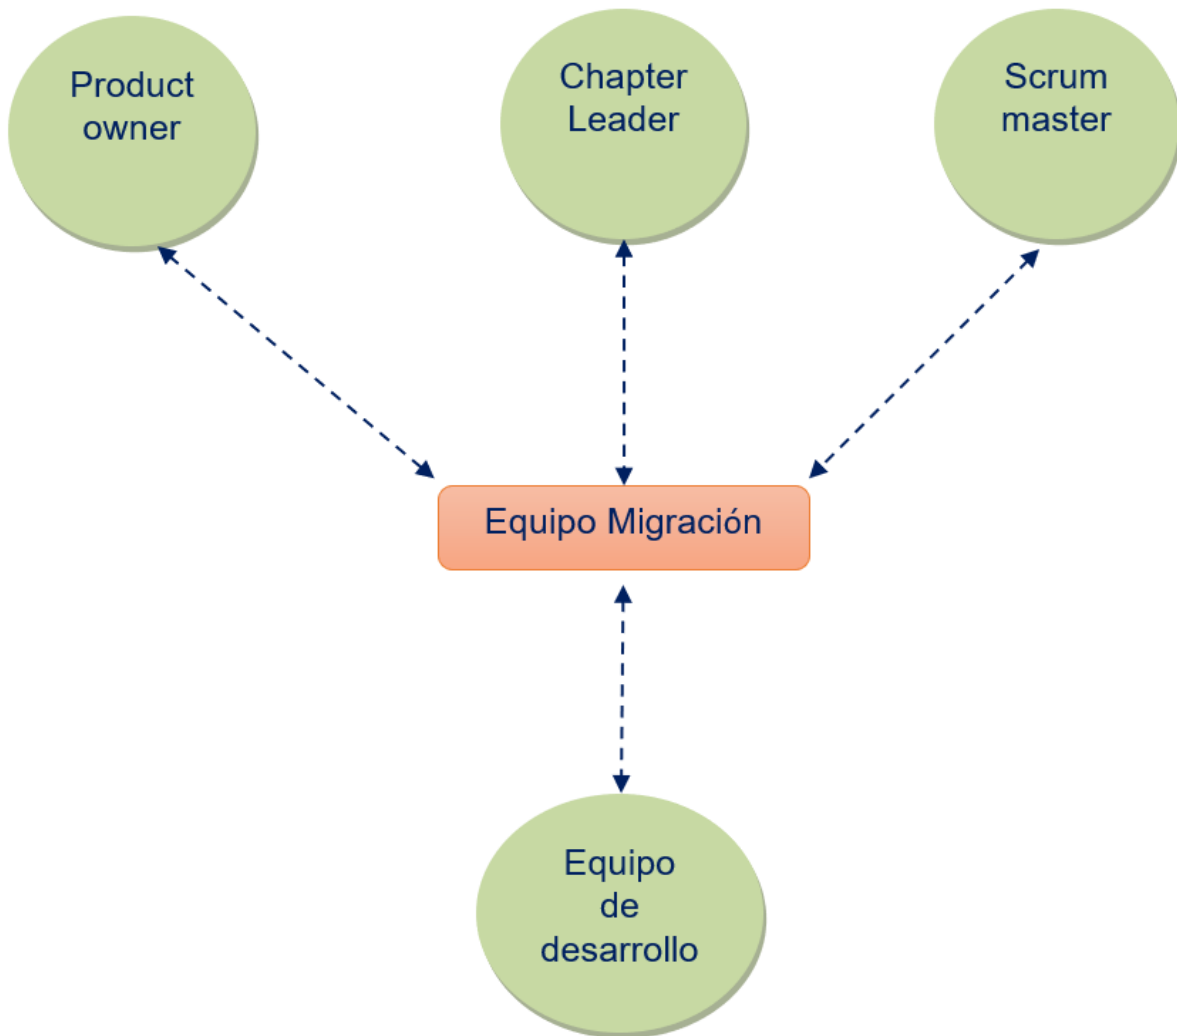 Product
owner
Chapter
Leader
Scrum
master
Equipo Migración
Equipo
de
desarrollo